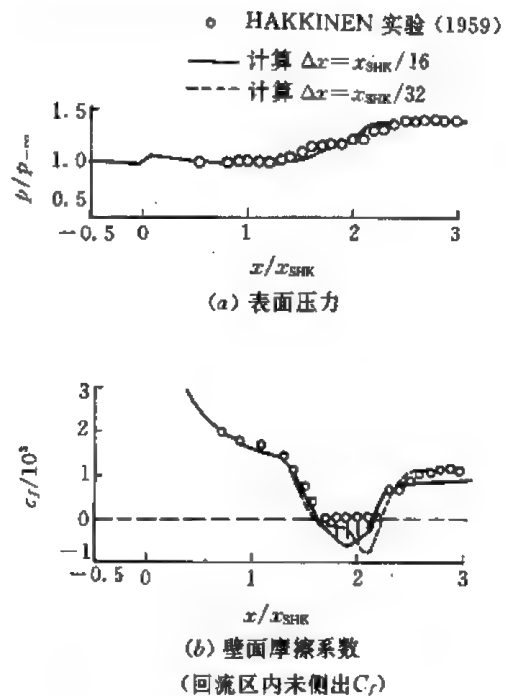 HAKKINEN 实验 (1959)
计算 Δx=x_SHK/16
计算 Δx=x_SHK/32
1.5
1.0
0.5
p/p_-∞
-0.5 0 1 2 3
x/x_SHK
(a) 表面压力
3
2
1
0
-1
c_f/10³
-0.5 0 1 2 3
x/x_SHK
(b) 壁面摩擦系数
(回流区内未侧出C_f)